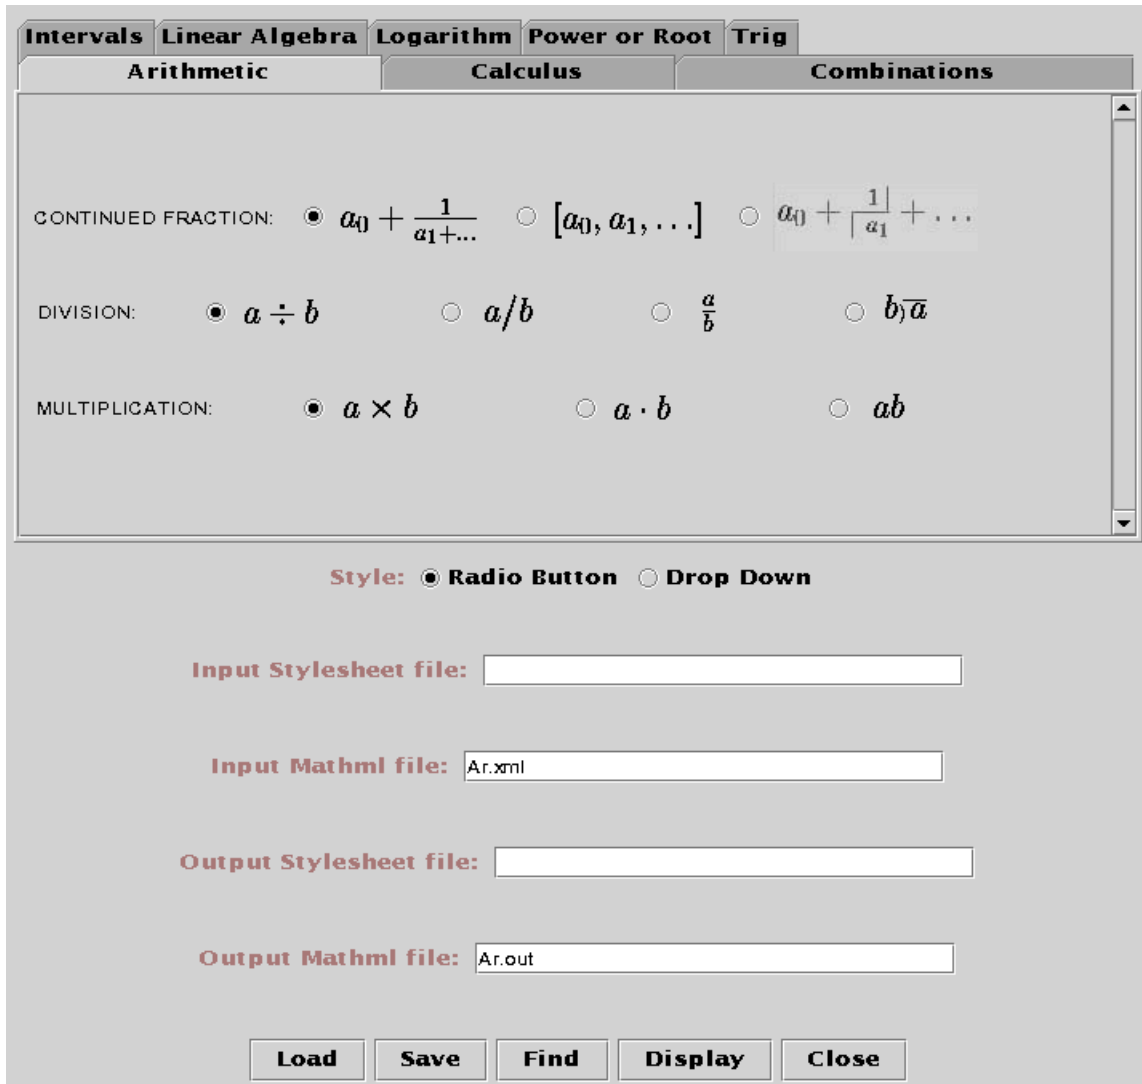 Intervals Linear Algebra Logarithm Power or Root Trig
Arithmetic Calculus Combinations
CONTINUED FRACTION: a₀ + 1/(a₁+...) [a₀, a₁, . . .] a₀ + 1|/|a₁ + . . .
DIVISION: a ÷ b a/b a/b b)a̅
MULTIPLICATION: a × b a · b ab
Style: Radio Button Drop Down
Input Stylesheet file:
Input Mathml file: Ar.xml
Output Stylesheet file:
Output Mathml file: Ar.out
Load Save Find Display Close